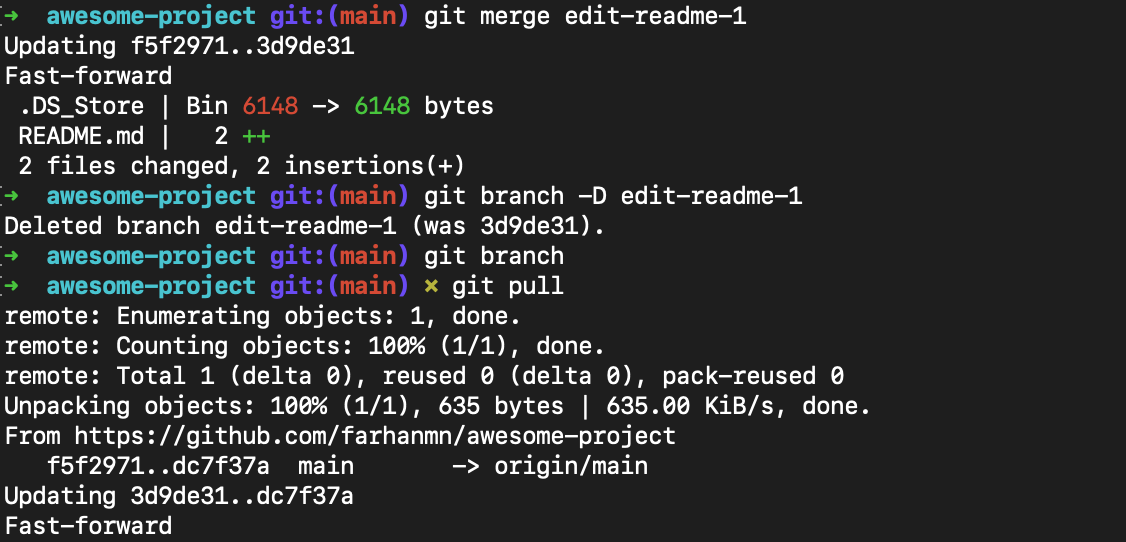 ➜  awesome-project git:(main) git merge edit-readme-1
Updating f5f2971..3d9de31
Fast-forward
 .DS_Store | Bin 6148 -> 6148 bytes
 README.md |   2 ++
 2 files changed, 2 insertions(+)
➜  awesome-project git:(main) git branch -D edit-readme-1
Deleted branch edit-readme-1 (was 3d9de31).
➜  awesome-project git:(main) git branch
➜  awesome-project git:(main) ✗ git pull
remote: Enumerating objects: 1, done.
remote: Counting objects: 100% (1/1), done.
remote: Total 1 (delta 0), reused 0 (delta 0), pack-reused 0
Unpacking objects: 100% (1/1), 635 bytes | 635.00 KiB/s, done.
From https://github.com/farhanmn/awesome-project
   f5f2971..dc7f37a  main       -> origin/main
Updating 3d9de31..dc7f37a
Fast-forward